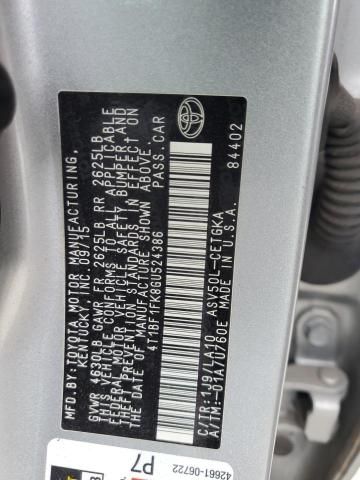 MFD.BY: TOYOTA MOTOR MANUFACTURING,
KENTUCKY, INC. 09/15
GVWR 4630LB GAWR FR 2625LB RR 2625LB
THIS VEHICLE CONFORMS TO ALL APPLICABLE
FEDERAL MOTOR VEHICLE SAFETY, BUMPER, AND
THEFT PREVENTION STANDARDS IN EFFECT ON
THE DATE OF MANUFACTURE SHOWN ABOVE.
4T1BF1FK8GU524386 PASS.CAR
C/TR:1J9/LA10 ASV50L-CETGKA
A/TM:-01A/U760E MADE IN U.S.A.
84402
42661-06722
P7